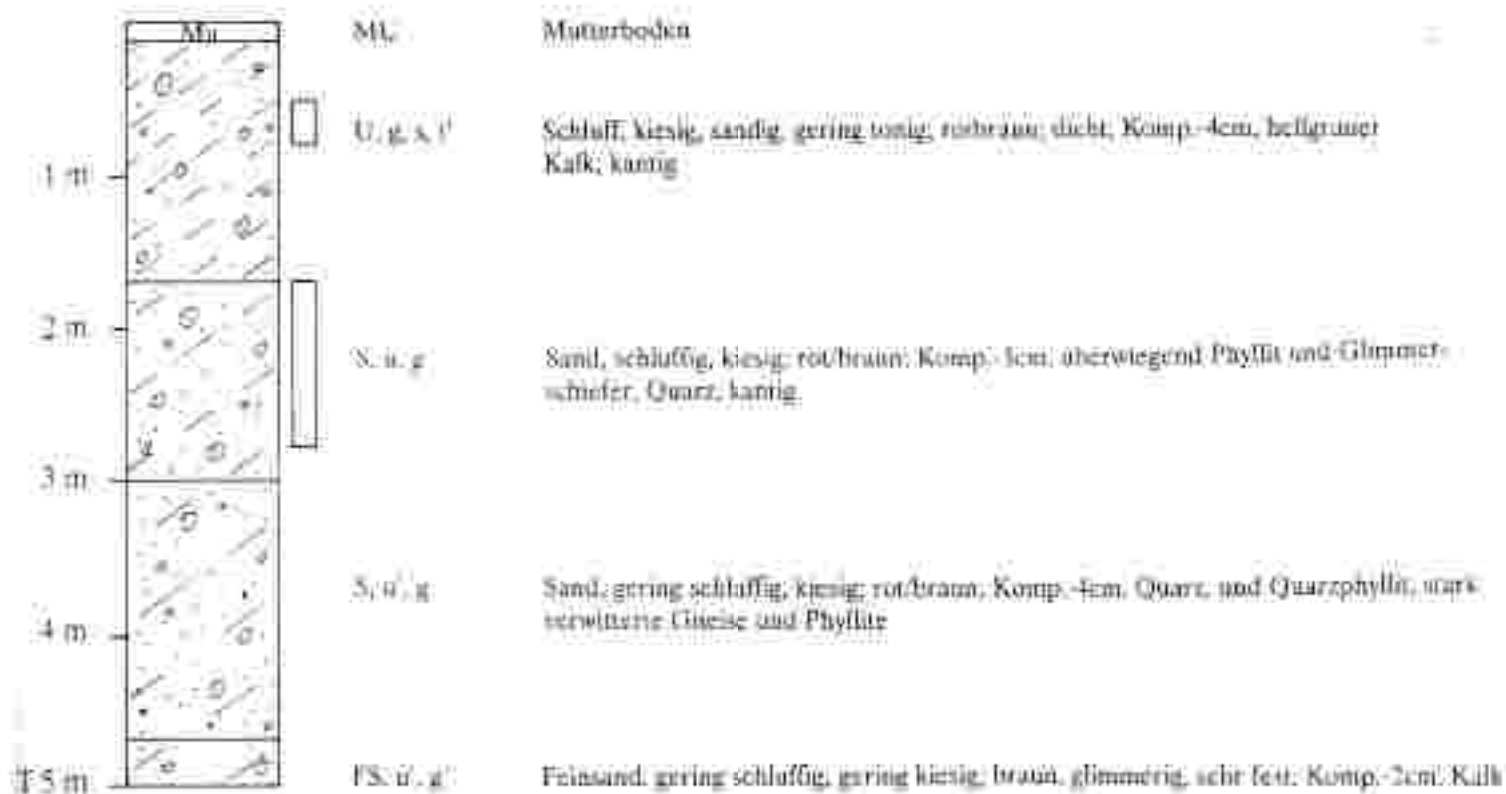 Mu Mutterboden
U, g, s, t' Schluff, kiesig, sandig, gering tonig; rotbraun; dicht; Komp.-4cm, hellgrauer
Kalk; kantig
1 m
2 m
S, u, g Sand, schluffig, kiesig; rot/braun; Komp. überwiegend Phyllit und Glimmer-
schiefer, Quarz, kantig
3 m
S, u', g Sand, gering schluffig, kiesig; rot/braun; Komp.-4cm, Quarz, und Quarzphyllit, stark
verwitterte Gneise und Phyllite
4 m
5 m FS, u', g' Feinsand, gering schluffig, gering kiesig, braun, glimmerig, sehr Komp.-2cm, Kalk